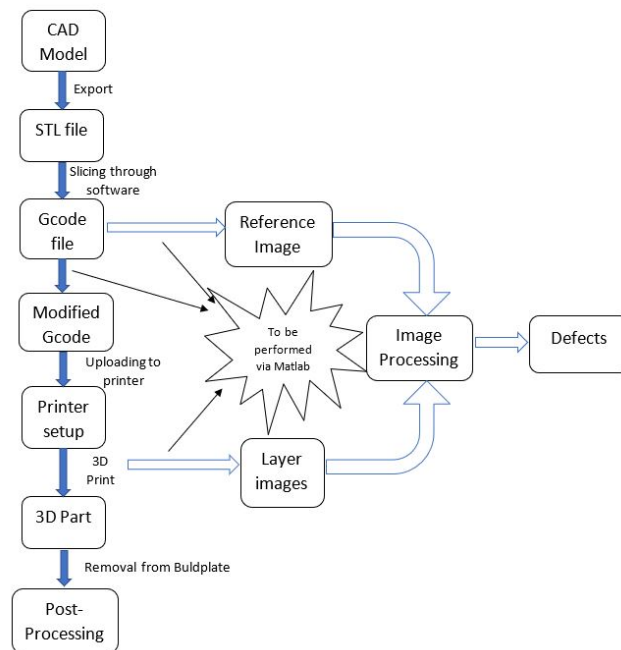 CAD
Model
Export
STL file
Slicing through
software
Gcode
file
Reference
Image
Modified
Gcode
To be
performed
via Matlab
Image
Processing
Defects
Uploading to
printer
Printer
setup
3D
Print
Layer
images
3D Part
Removal from Buldplate
Post-
Processing